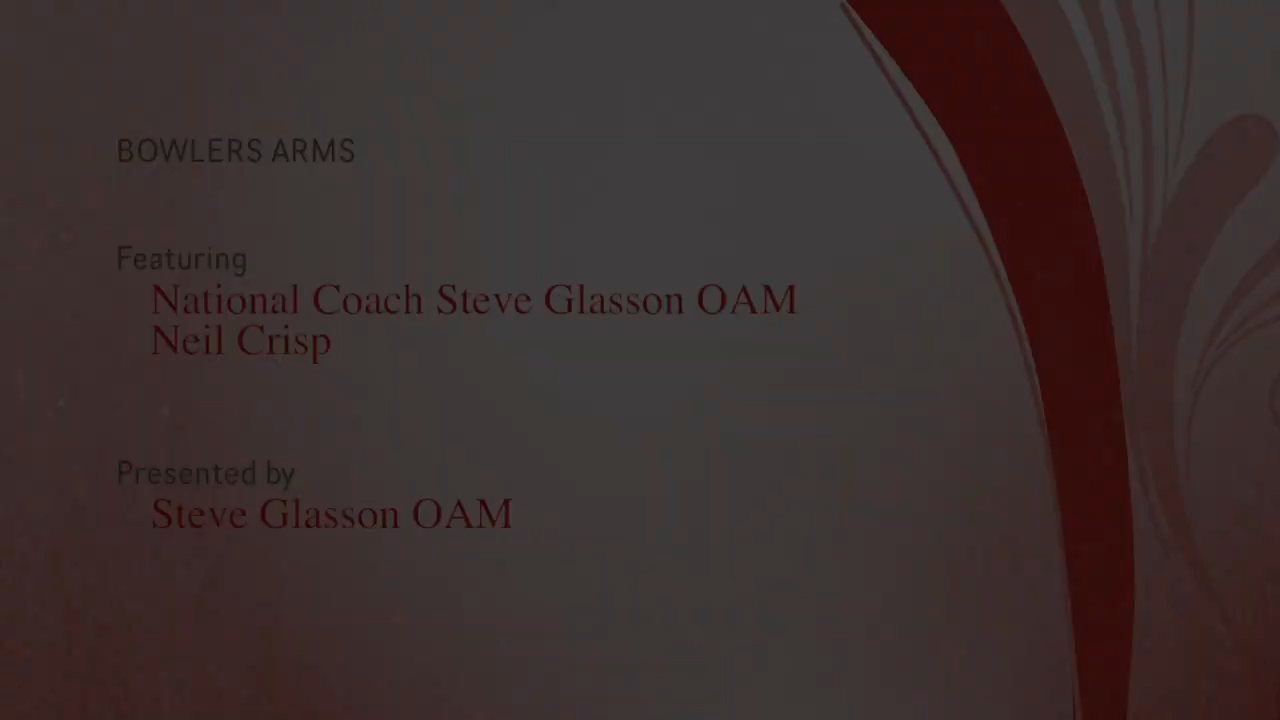 BOWLERS ARMS
Featuring
National Coach Steve Glasson OAM
Neil Crisp
Presented by
Steve Glasson OAM